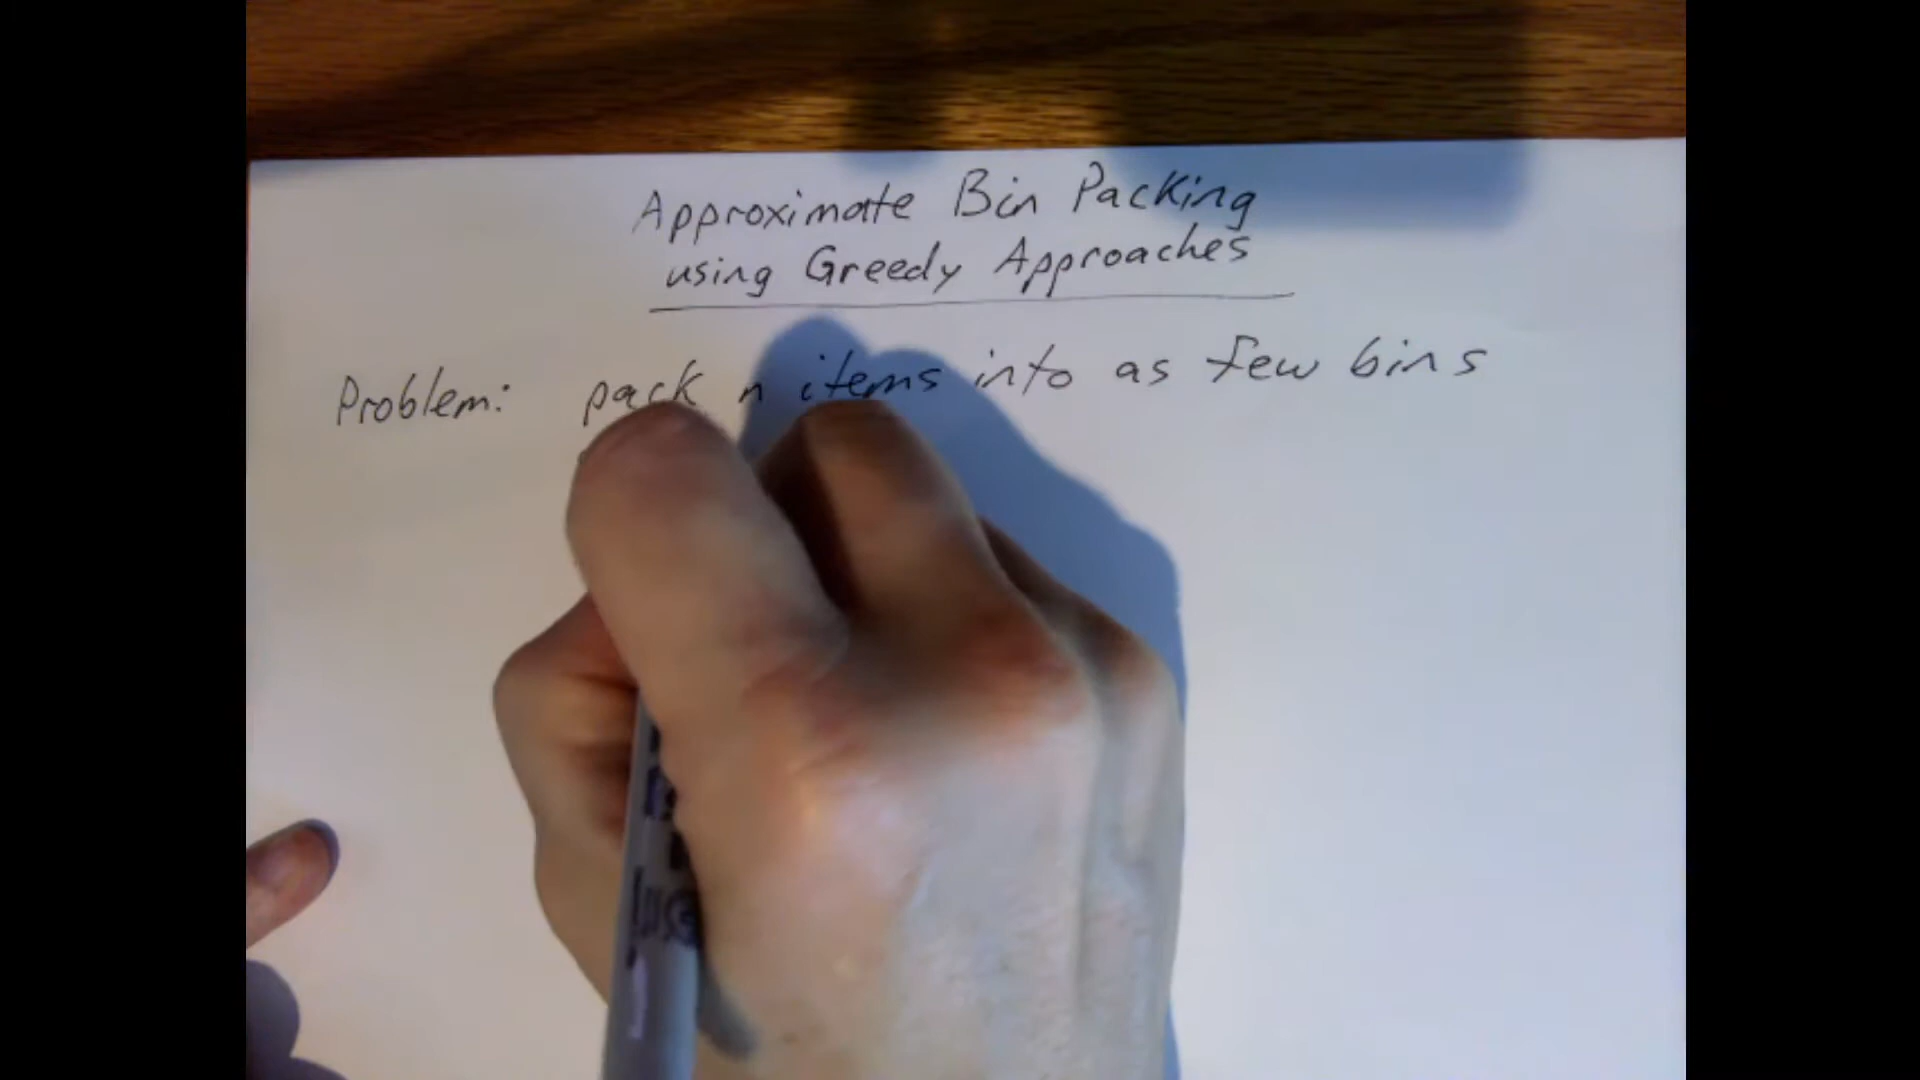 Approximate Bin Packing
using Greedy Approaches
Problem: pack n items into as few bins